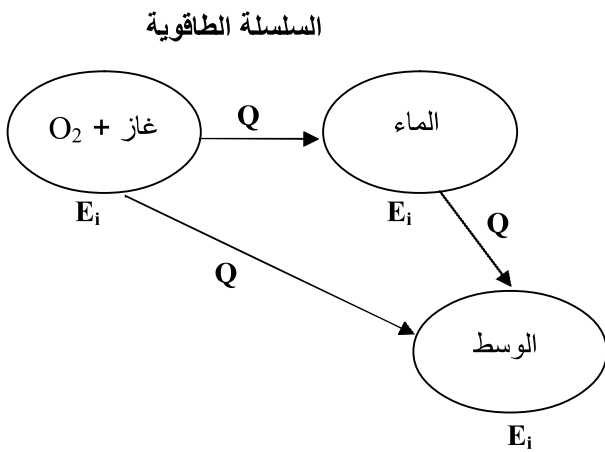 السلسلة الطاقوية
غاز + O₂
Q
الماء
Eᵢ
Eᵢ
Q
Q
الوسط
Eᵢ